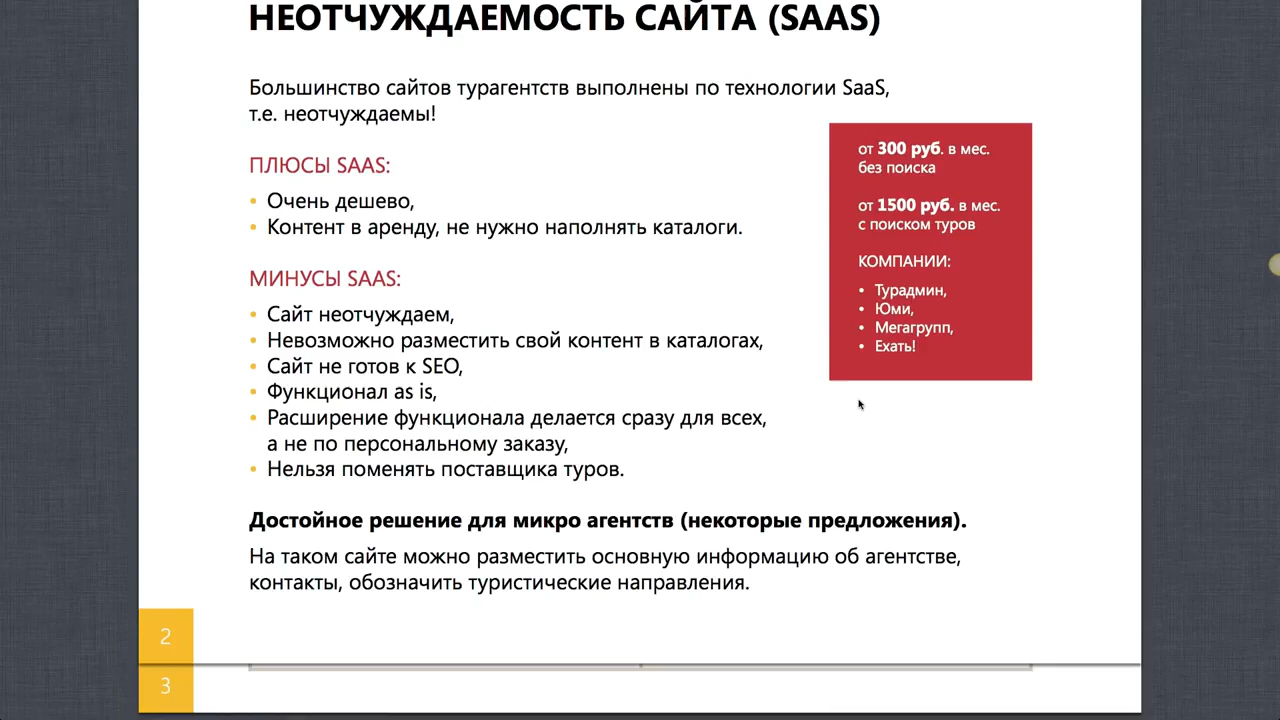 НЕОТЧУЖДАЕМОСТЬ САЙТА (SAAS)
Большинство сайтов турагентств выполнены по технологии SaaS,
т.е. неотчуждаемы!
ПЛЮСЫ SAAS:
• Очень дешево,
• Контент в аренду, не нужно наполнять каталоги.
МИНУСЫ SAAS:
• Сайт неотчуждаем,
• Невозможно разместить свой контент в каталогах,
• Сайт не готов к SEO,
• Функционал as is,
• Расширение функционала делается сразу для всех,
а не по персональному заказу,
• Нельзя поменять поставщика туров.
Достойное решение для микро агентств (некоторые предложения).
На таком сайте можно разместить основную информацию об агентстве,
контакты, обозначить туристические направления.
от 300 руб. в мес.
без поиска
от 1500 руб. в мес.
с поиском туров
КОМПАНИИ:
• Турадмин,
• Юми,
• Мегагрупп,
• Ехать!
2
3